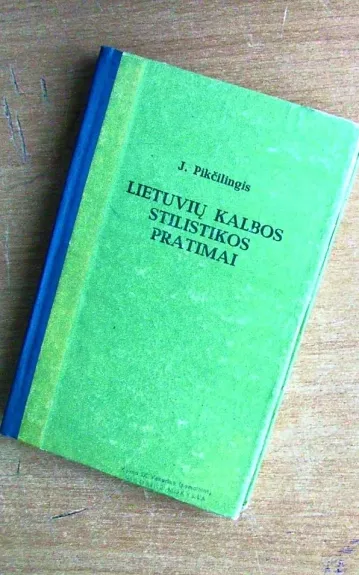 J. Pikčilingis
LIETUVIŲ KALBOS
STILISTIKOS
PRATIMAI